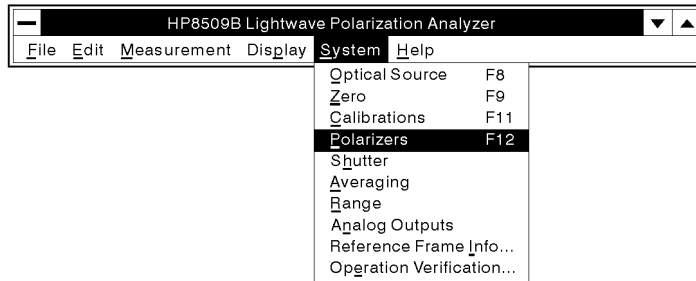 HP8509B Lightwave Polarization Analyzer
File Edit Measurement Display System Help
Optical Source F8
Zero F9
Calibrations F11
Polarizers F12
Shutter
Averaging
Range
Analog Outputs
Reference Frame Info...
Operation Verification...